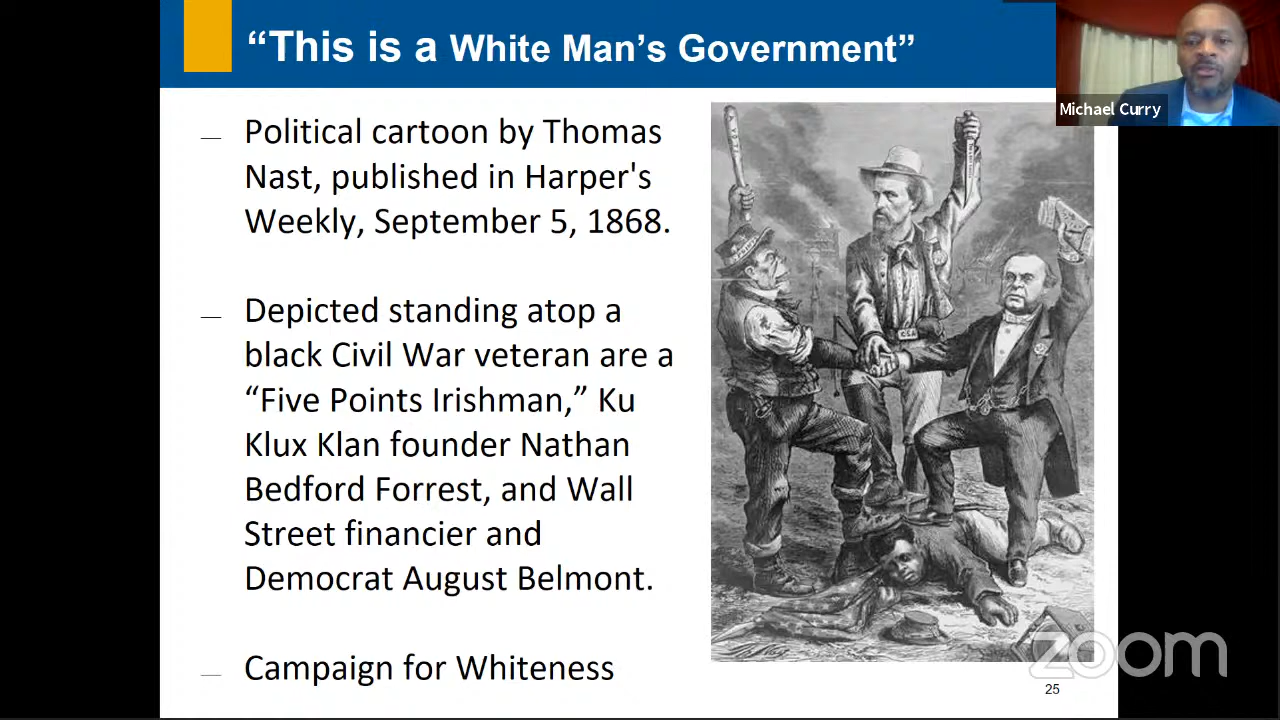 “This is a White Man’s Government”
Michael Curry
— Political cartoon by Thomas
Nast, published in Harper's
Weekly, September 5, 1868.
— Depicted standing atop a
black Civil War veteran are a
“Five Points Irishman,” Ku
Klux Klan founder Nathan
Bedford Forrest, and Wall
Street financier and
Democrat August Belmont.
— Campaign for Whiteness
zoom
25